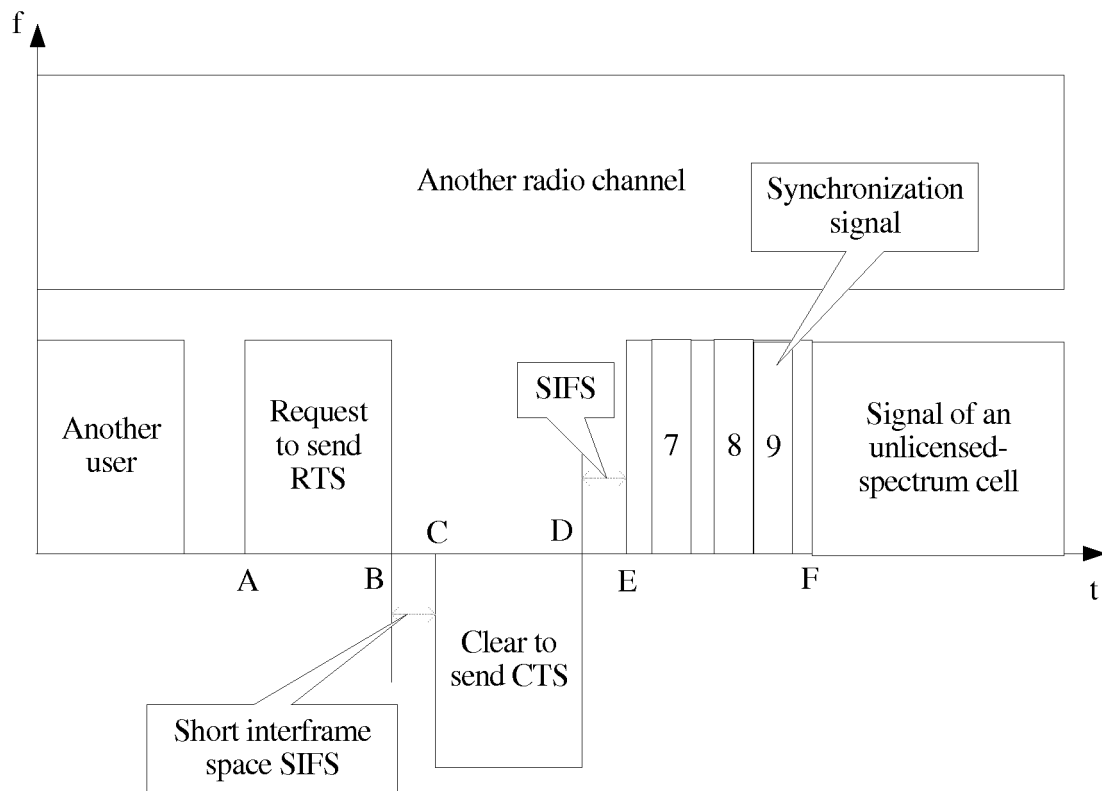 f
Another radio channel
Synchronization
signal
SIFS
Another
user
Request
to send
RTS
7
8
9
Signal of an
unlicensed-
spectrum cell
A
B
C
D
E
F
t
Clear to
send CTS
Short interframe
space SIFS